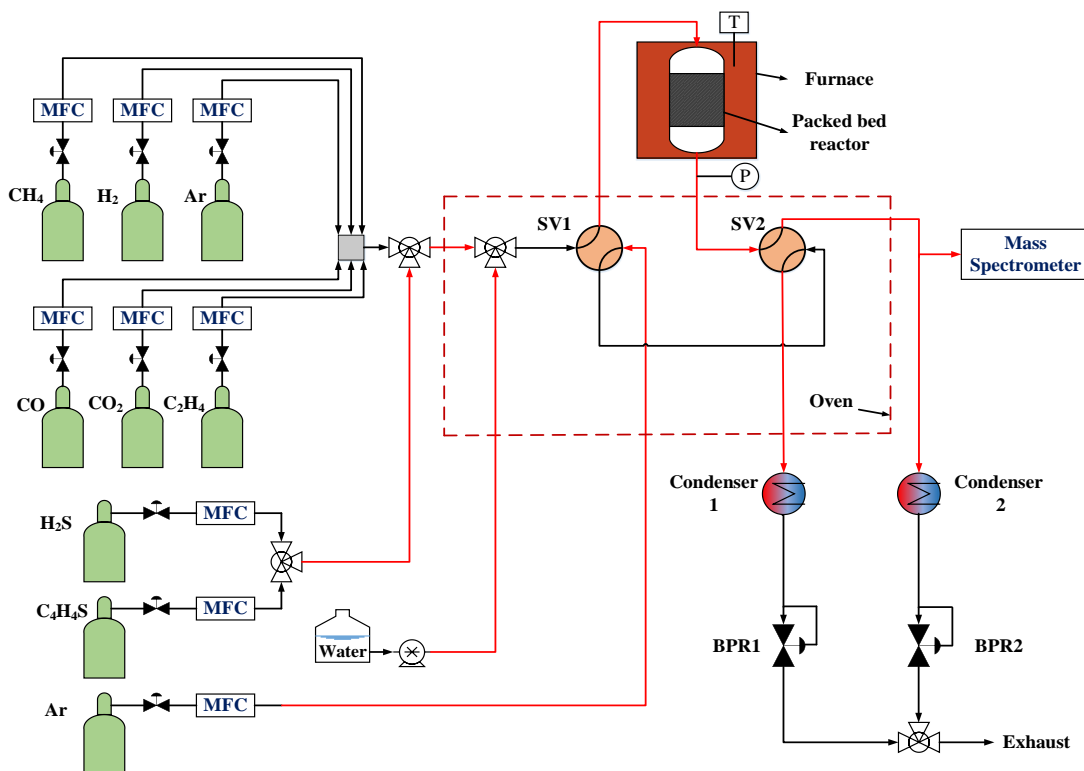 T
Furnace
MFC
MFC
MFC
Packed bed
reactor
P
CH₄
H₂
Ar
SV1
SV2
Mass
Spectrometer
MFC
MFC
MFC
CO
CO₂
C₂H₄
Oven
Condenser
1
Condenser
2
H₂S
MFC
C₄H₄S
MFC
Water
BPR1
BPR2
Ar
MFC
Exhaust